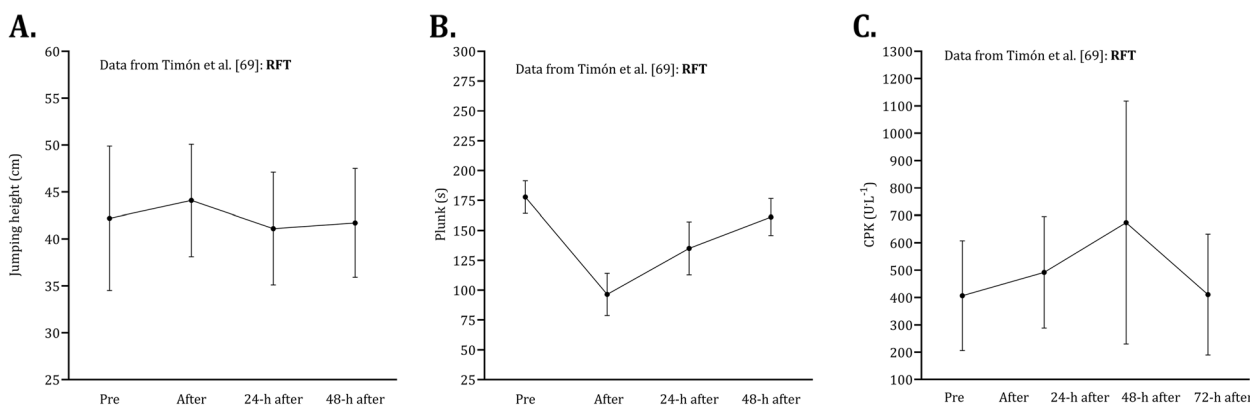 A.
60
55
50
45
40
35
30
25
Jumping height (cm)
Data from Timón et al. [69]: RFT
Pre
After
24-h after
48-h after
B.
300
275
250
225
200
175
150
125
100
75
50
25
Plunk (s)
Data from Timón et al. [69]: RFT
Pre
After
24-h after
48-h after
C.
1300
1200
1100
1000
900
800
700
600
500
400
300
200
100
CPK (U·L-1)
Data from Timón et al. [69]: RFT
Pre
After
24-h after
48-h after
72-h after